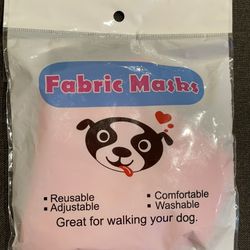 Fabric Masks
▪ Reusable ▪ Comfortable
▪ Adjustable ▪ Washable
Great for walking your dog.